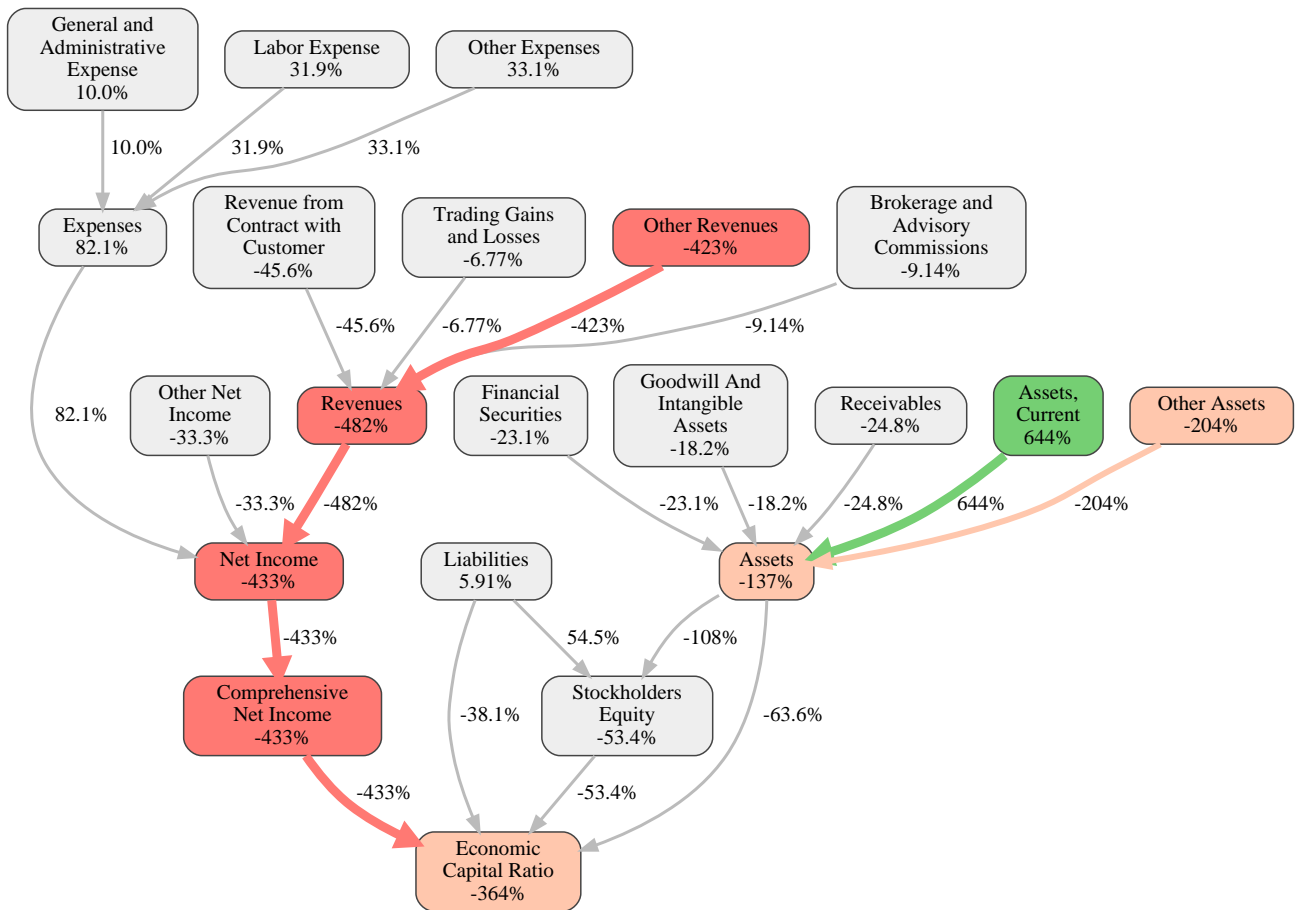 General and
Administrative
Expense
10.0%
Labor Expense
31.9%
Other Expenses
33.1%
10.0%
31.9%
33.1%
Expenses
82.1%
Revenue from
Contract with
Customer
-45.6%
Trading Gains
and Losses
-6.77%
Other Revenues
-423%
Brokerage and
Advisory
Commissions
-9.14%
-45.6%
-6.77%
-423%
-9.14%
82.1%
Other Net
Income
-33.3%
Revenues
-482%
Financial
Securities
-23.1%
Goodwill And
Intangible
Assets
-18.2%
Receivables
-24.8%
Assets,
Current
644%
Other Assets
-204%
-33.3%
-482%
-23.1%
-18.2%
-24.8%
644%
-204%
Net Income
-433%
Liabilities
5.91%
Assets
-137%
-433%
54.5%
-108%
Comprehensive
Net Income
-433%
-38.1%
Stockholders
Equity
-53.4%
-63.6%
-433%
-53.4%
Economic
Capital Ratio
-364%